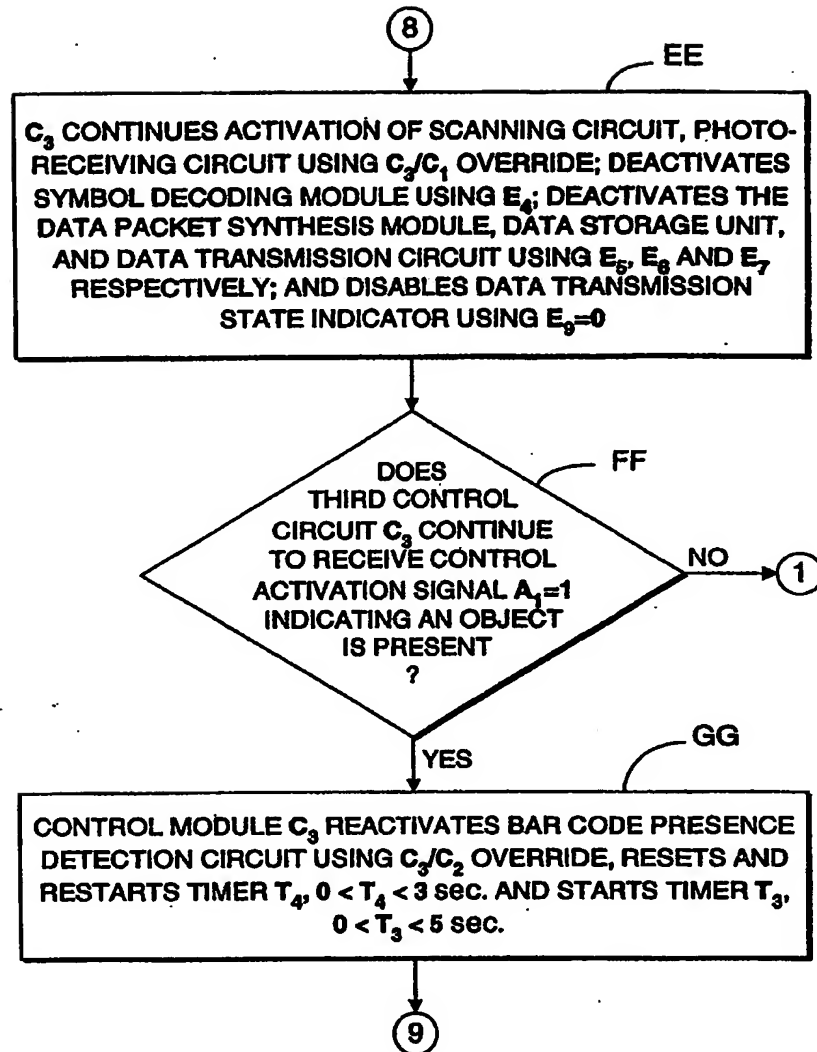 8
EE
C₃ CONTINUES ACTIVATION OF SCANNING CIRCUIT, PHOTO-
RECEIVING CIRCUIT USING C₃/C₁ OVERRIDE; DEACTIVATES
SYMBOL DECODING MODULE USING E₄; DEACTIVATES THE
DATA PACKET SYNTHESIS MODULE, DATA STORAGE UNIT,
AND DATA TRANSMISSION CIRCUIT USING E₅, E₆ AND E₇
RESPECTIVELY; AND DISABLES DATA TRANSMISSION
STATE INDICATOR USING E₉=0
FF
DOES
THIRD CONTROL
CIRCUIT C₃ CONTINUE
TO RECEIVE CONTROL
ACTIVATION SIGNAL A₁=1
INDICATING AN OBJECT
IS PRESENT
?
NO
1
YES
GG
CONTROL MODULE C₃ REACTIVATES BAR CODE PRESENCE
DETECTION CIRCUIT USING C₃/C₂ OVERRIDE, RESETS AND
RESTARTS TIMER T₄, 0 < T₄ < 3 sec. AND STARTS TIMER T₃,
0 < T₃ < 5 sec.
9